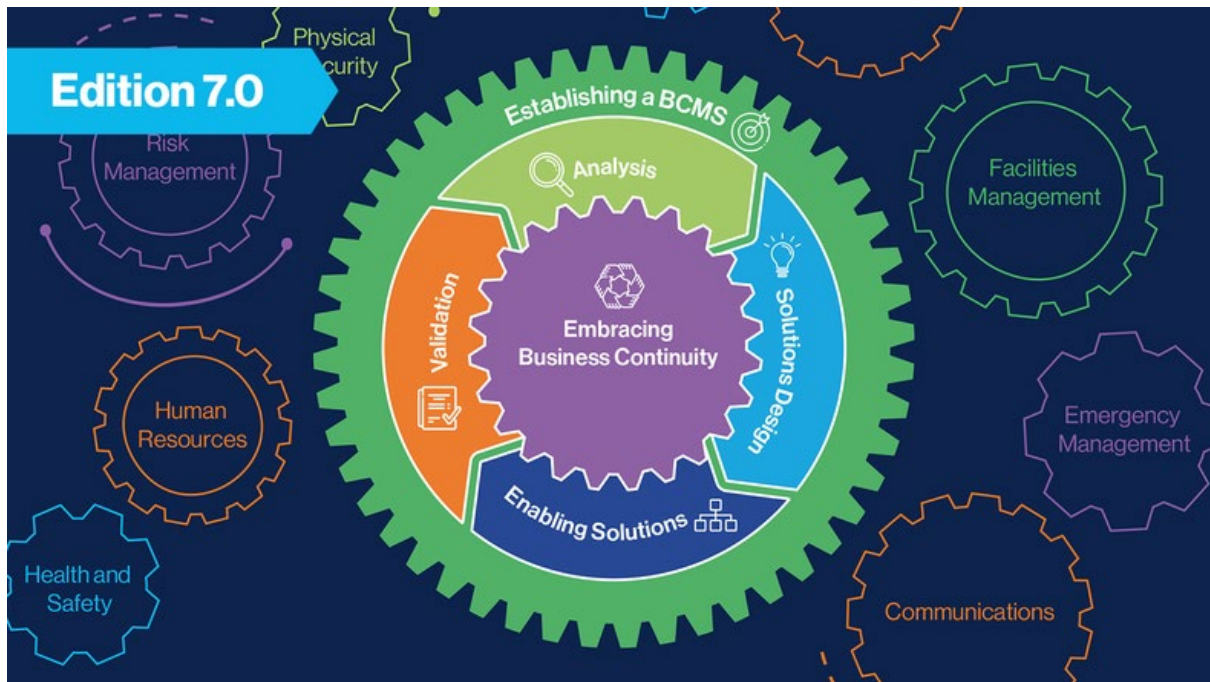 Edition 7.0
Physical
Risk
Management
Establishing a BCMS
Analysis
Solutions Design
Enabling Solutions
Validation
Embracing
Business Continuity
Facilities
Management
Human
Resources
Emergency
Management
Health and
Safety
Communications